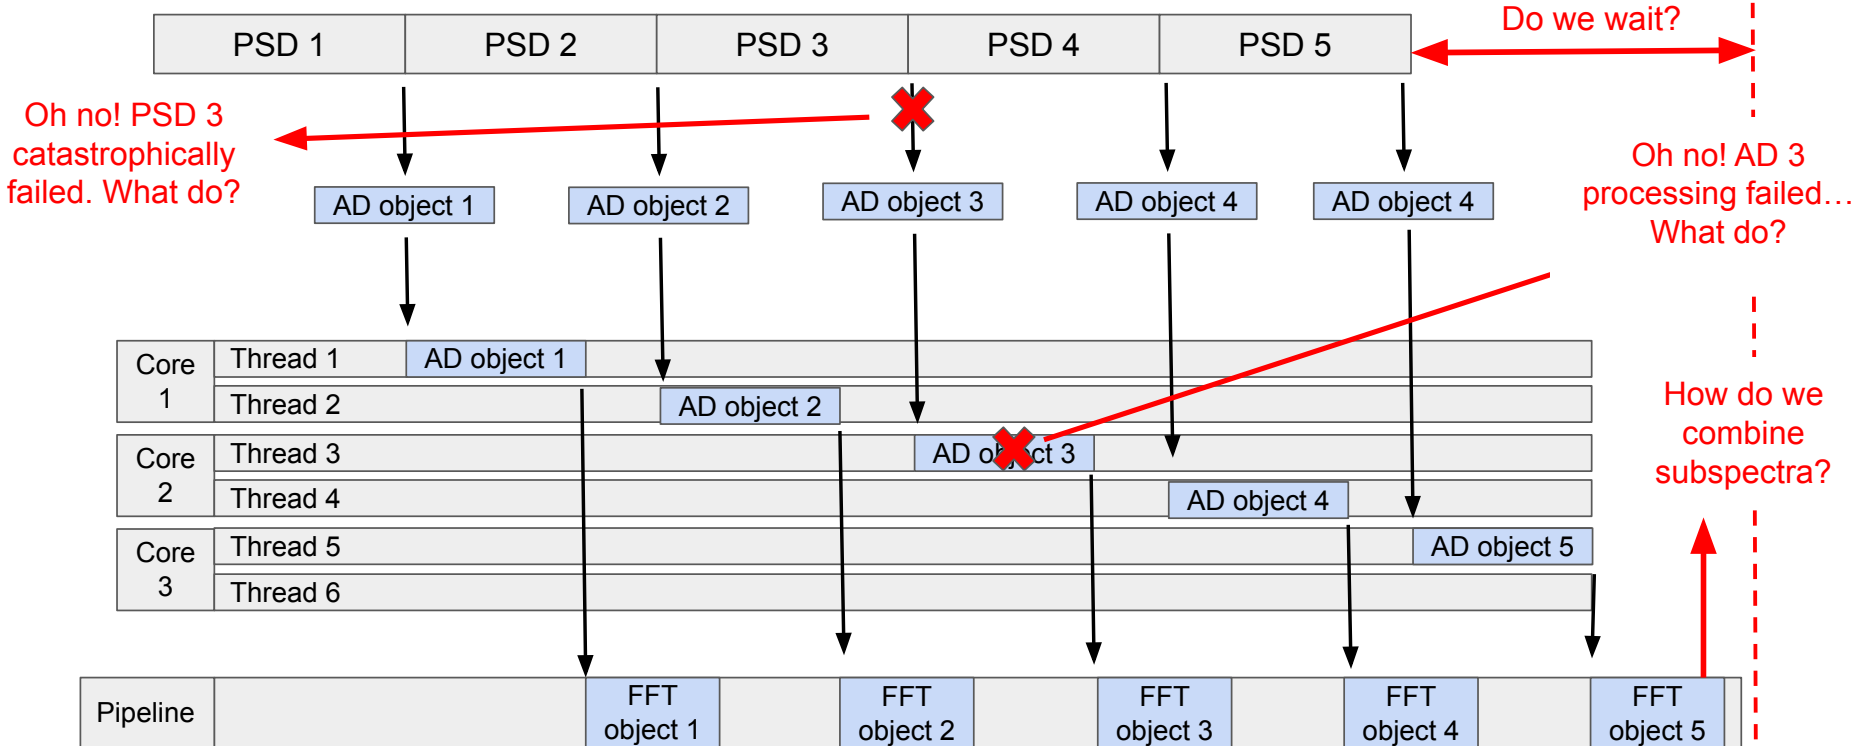 Do we wait?
PSD 1
PSD 2
PSD 3
PSD 4
PSD 5
Oh no! PSD 3
catastrophically
failed. What do?
Oh no! AD 3
processing failed…
What do?
AD object 1
AD object 2
AD object 3
AD object 4
AD object 4
Core
1
Thread 1
AD object 1
Thread 2
AD object 2
How do we
combine
subspectra?
Core
2
Thread 3
AD object 3
Thread 4
AD object 4
Core
3
Thread 5
AD object 5
Thread 6
Pipeline
FFT
object 1
FFT
object 2
FFT
object 3
FFT
object 4
FFT
object 5